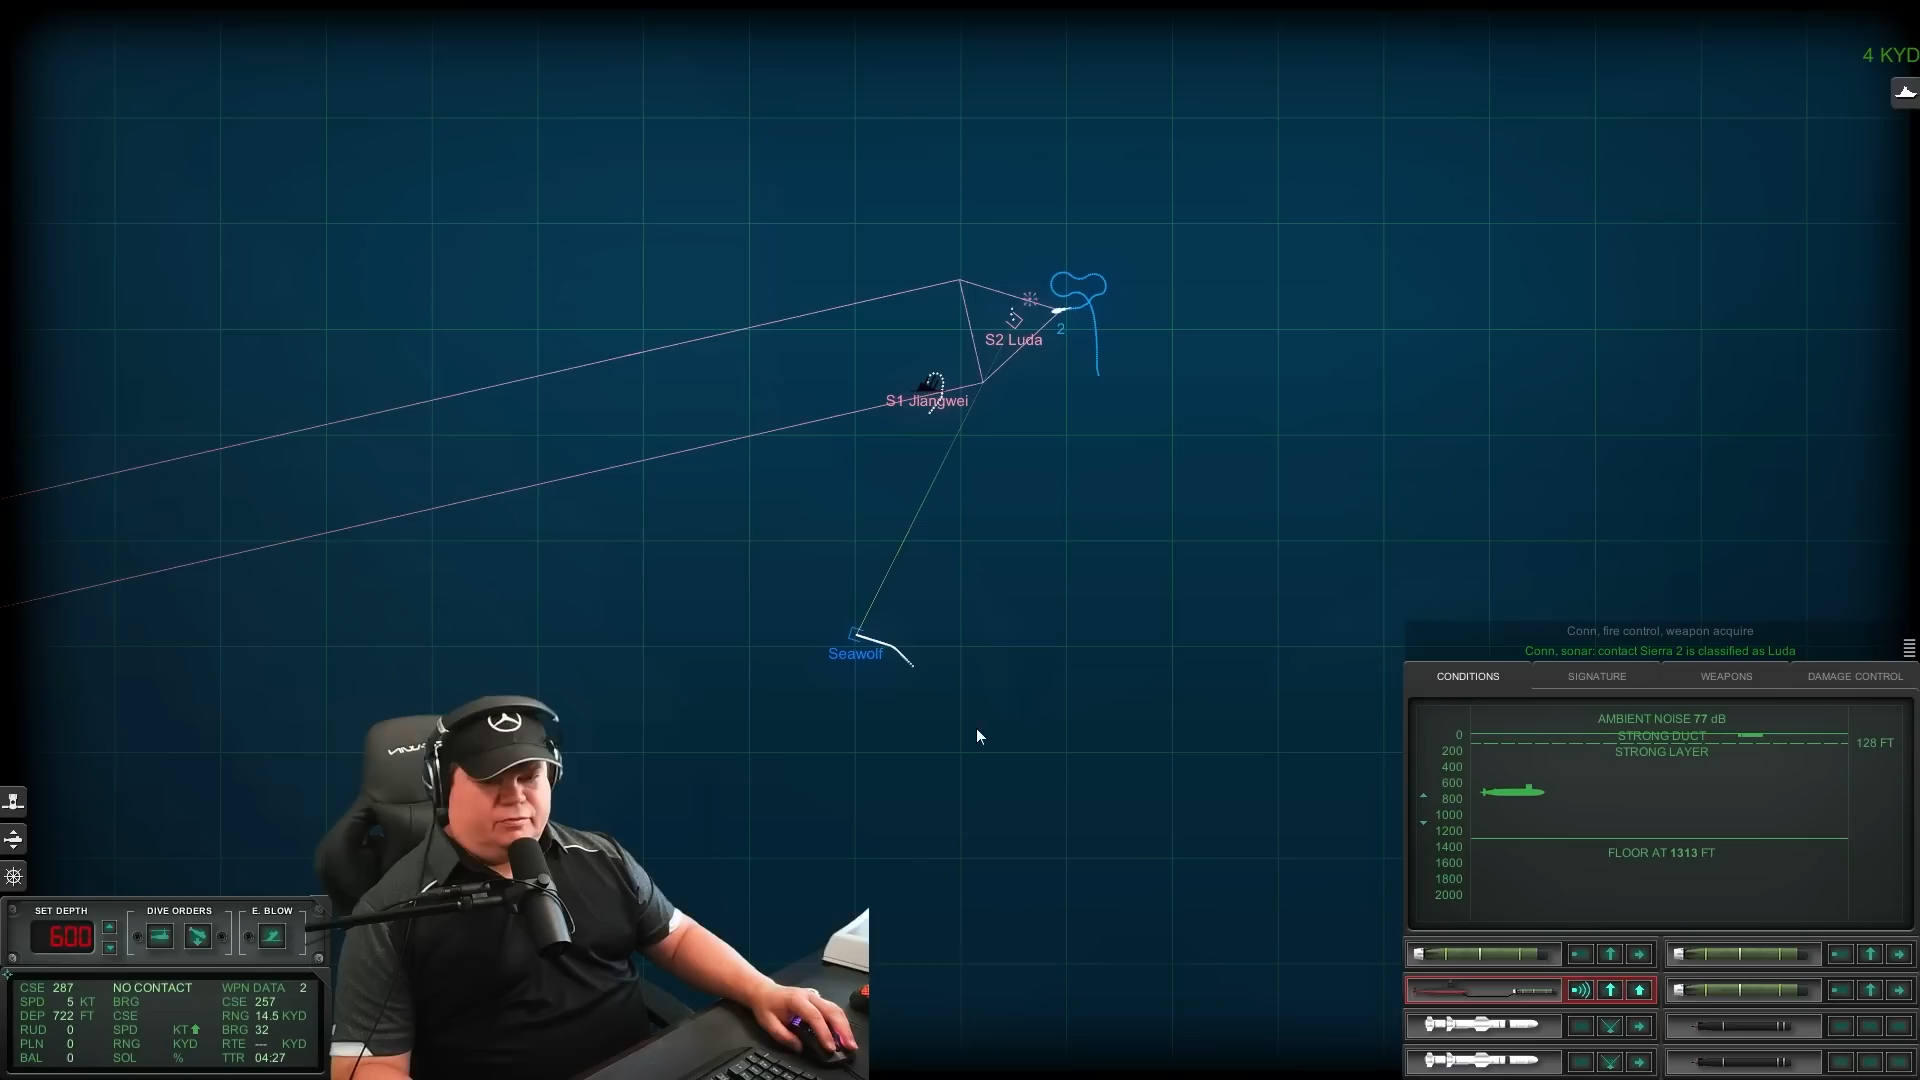 4 KYD
2
S2 Luda
S1 Jiangwei
Seawolf
Conn, fire control, weapon acquire
Conn, sonar: contact Sierra 2 is classified as Luda
CONDITIONS SIGNATURE WEAPONS DAMAGE CONTROL
AMBIENT NOISE 77 dB
0 STRONG DUCT
128 FT
200 STRONG LAYER
400
600
800
1000
1200
1400 FLOOR AT 1313 FT
1600
1800
2000
SET DEPTH DIVE ORDERS E. BLOW
600
CSE 287 NO CONTACT WPN DATA 2
SPD 5 KT BRG CSE 257
DEP 722 FT CSE RNG 14.5 KYD
RUD 0 SPD KT BRG 32
PLN 0 RNG KYD RTE --- KYD
BAL 0 SOL % TTR 04:27